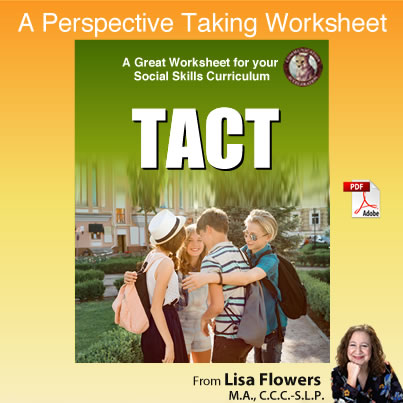 A Perspective Taking Worksheet
A Great Worksheet for your
Social Skills Curriculum
TACT
PDF
Adobe
From Lisa Flowers
M.A., C.C.C.-S.L.P.